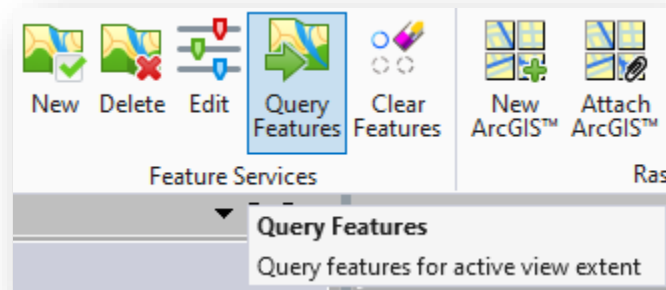 New Delete Edit Query Features Clear Features New ArcGIS™ Attach ArcGIS™
Feature Services
Query Features
Query features for active view extent